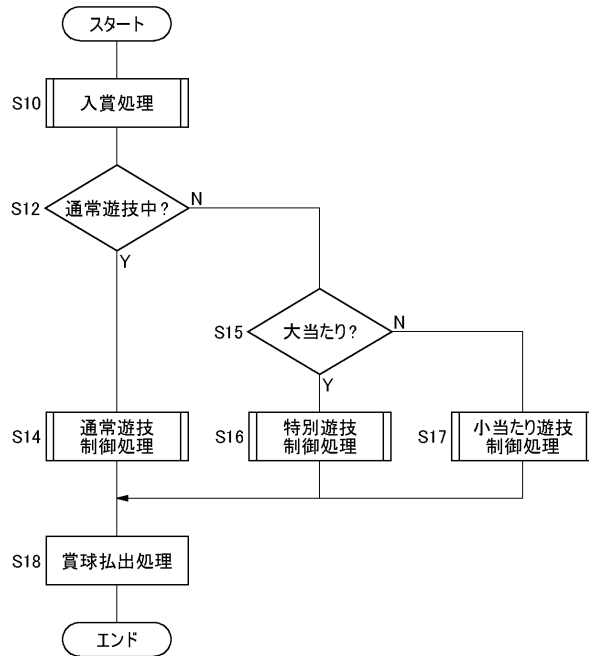 スタート
S10
入賞処理
S12
通常遊技中?
N
Y
S15
大当たり?
N
Y
S14
通常遊技
制御処理
S16
特別遊技
制御処理
S17
小当たり遊技
制御処理
S18
賞球払出処理
エンド